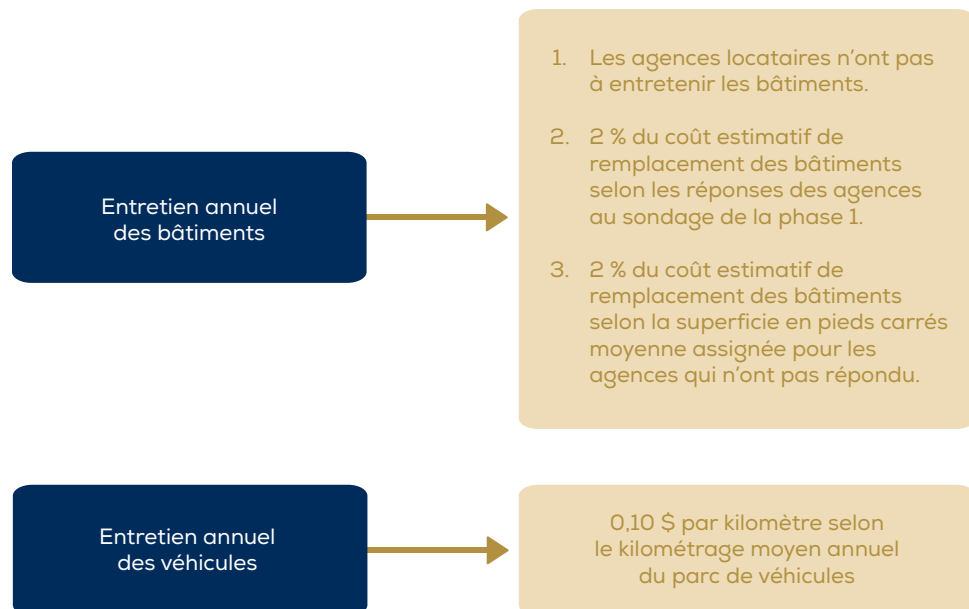 Entretien annuel
des bâtiments
1. Les agences locataires n’ont pas
à entretenir les bâtiments.
2. 2 % du coût estimatif de
remplacement des bâtiments
selon les réponses des agences
au sondage de la phase 1.
3. 2 % du coût estimatif de
remplacement des bâtiments
selon la superficie en pieds carrés
moyenne assignée pour les
agences qui n’ont pas répondu.
Entretien annuel
des véhicules
0,10 $ par kilomètre selon
le kilométrage moyen annuel
du parc de véhicules